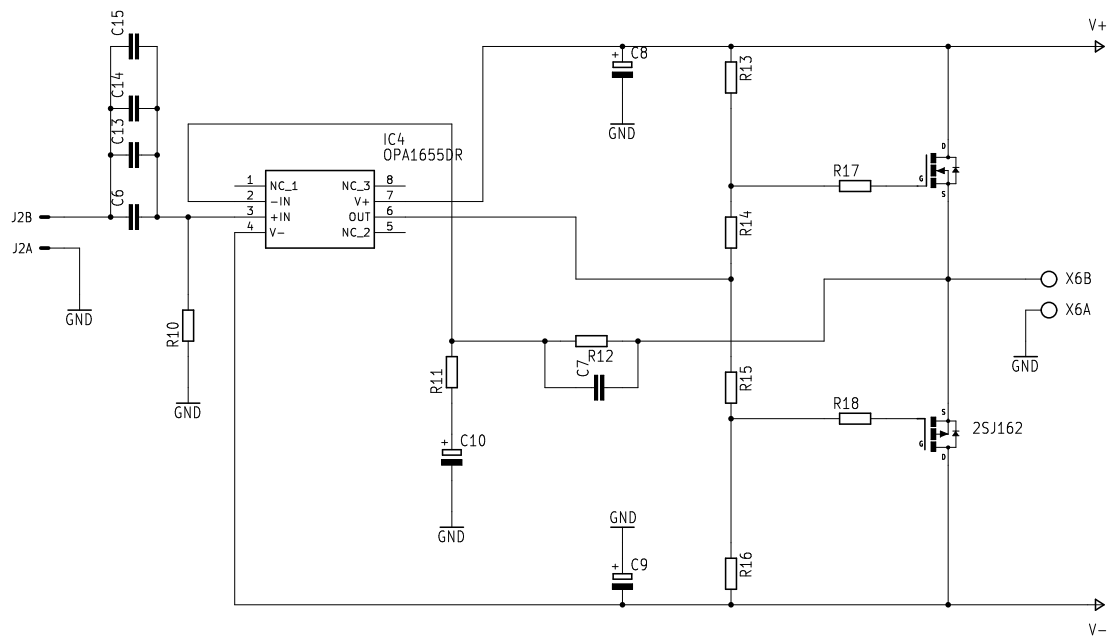 V+
C15
C14
C13
C6
C8
GND
R13
IC4
OPA1655DR
1 NC_1 NC_3 8
2 -IN V+ 7
3 +IN OUT 6
4 V- NC_2 5
R17
D
G
S
J2B
J2A
GND
R14
X6B
X6A
GND
R10
GND
R11
R12
C7
R15
R18
S
G
D
2SJ162
C10
GND
GND
C9
R16
V-